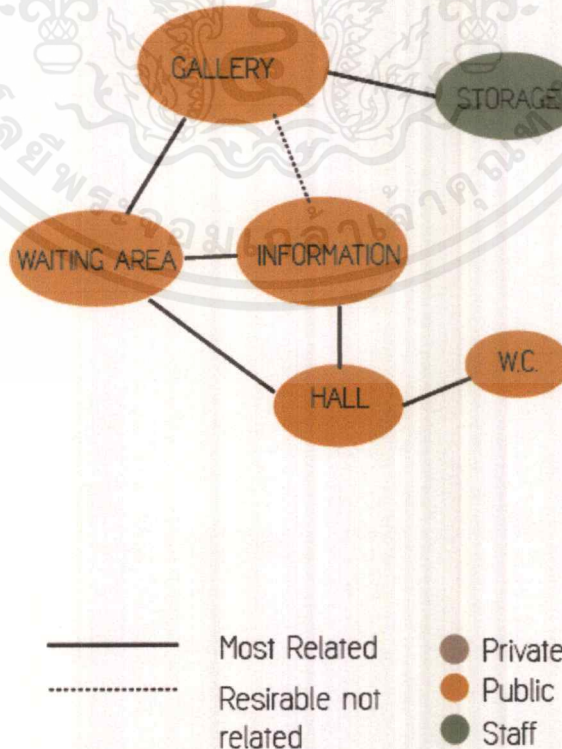 GALLERY
STORAGE
WAITING AREA
INFORMATION
W.C.
HALL
Most Related
Resirable not
related
Private
Public
Staff